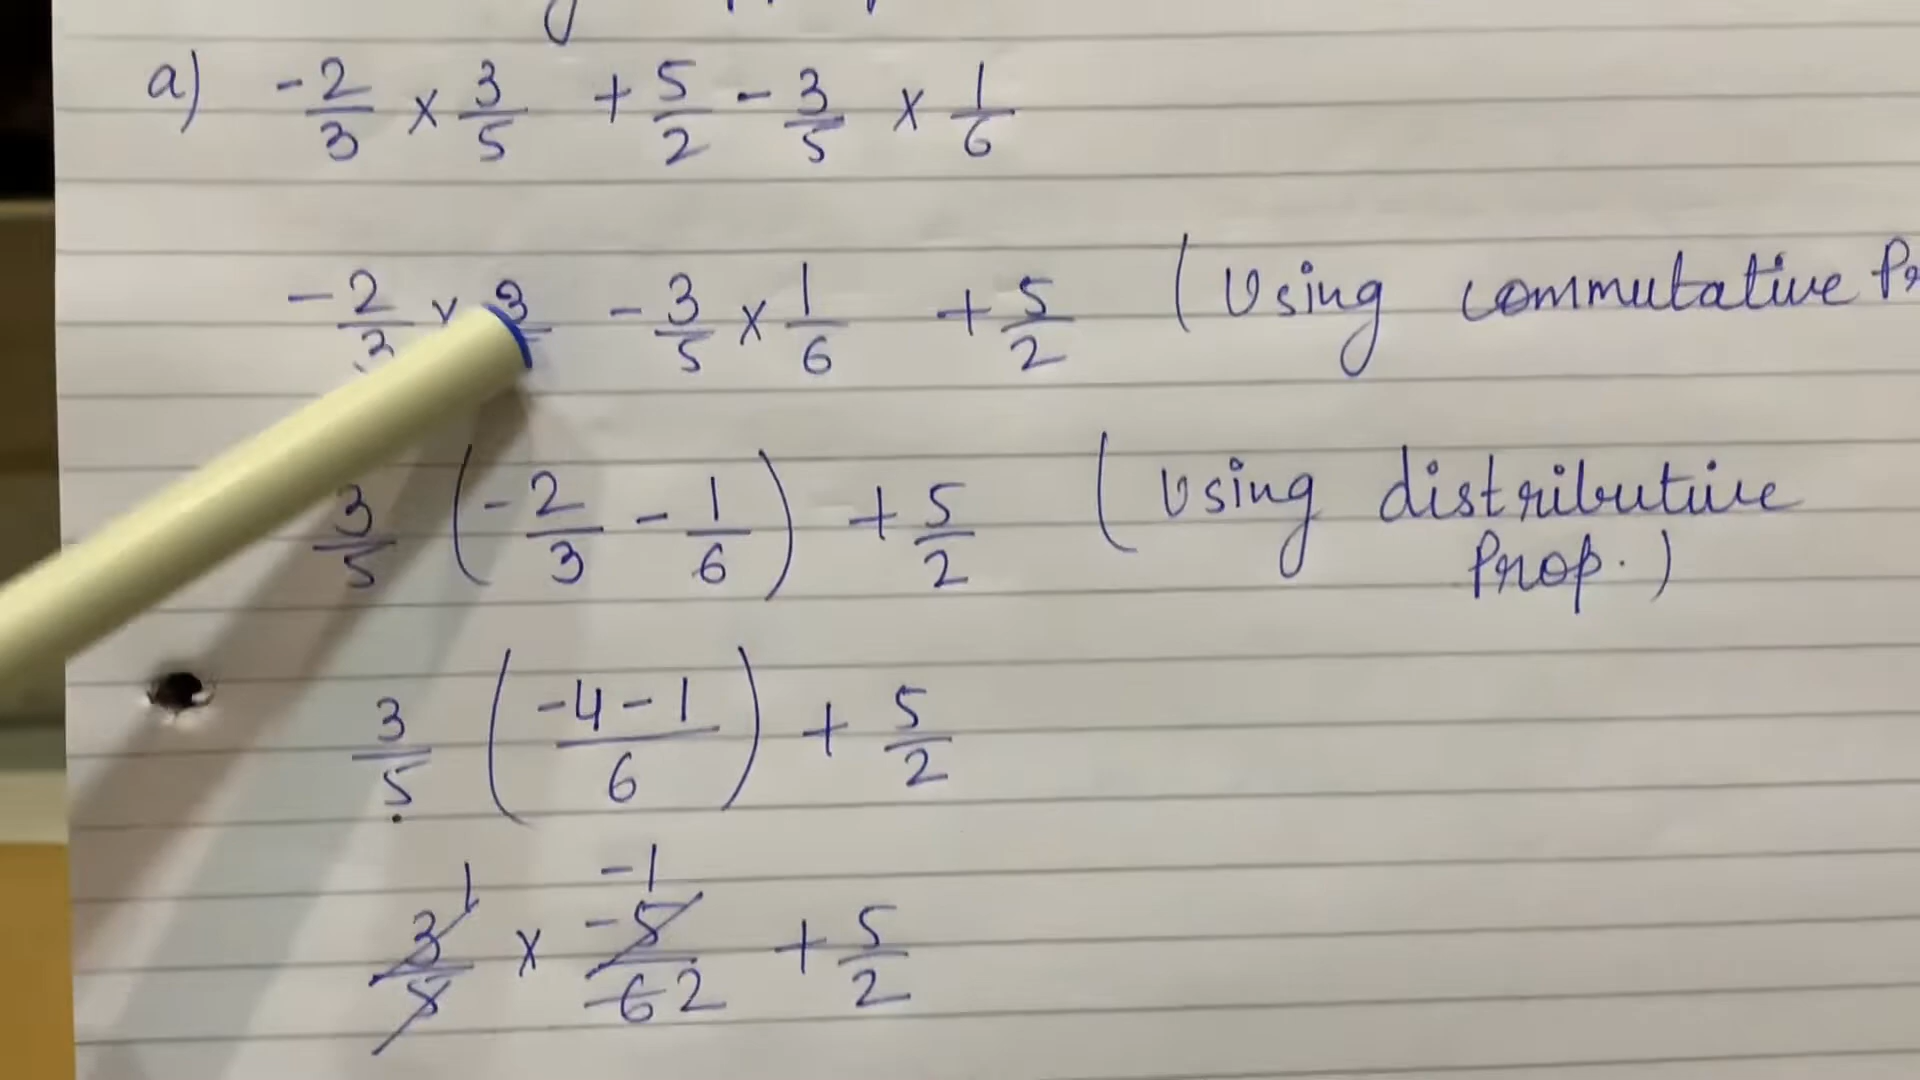 a) -2/3 × 3/5 + 5/2 - 3/5 × 1/6
-2/3 × 3 - 3/5 × 1/6 + 5/2 (Using commutative
3/5 (-2/3 - 1/6) + 5/2 (Using distributive
Prop.)
3/5 (-4-1/6) + 5/2
1 -1
3/5 × -5/6 2 + 5/2